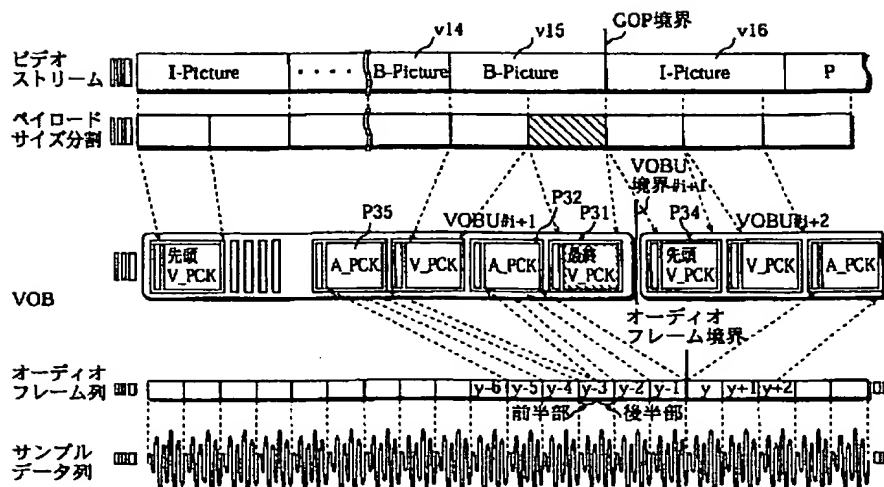 v14
v15
GOP境界
v16
ビデオ
ストリーム
I-Picture
B-Picture
B-Picture
I-Picture
P
ペイロード
サイズ分割
VOBU
境界#i+1
P35
VOBU#i+1
P32
P31
P34
VOBU#i+2
先頭
V_PCK
A_PCK
V_PCK
A_PCK
最終
V_PCK
先頭
V_PCK
V_PCK
A_PCK
VOB
オーディオ
フレーム境界
オーディオ
フレーム列
y-6
y-5
y-4
y-3
y-2
y-1
y
y+1
y+2
前半部
後半部
サンプル
データ列